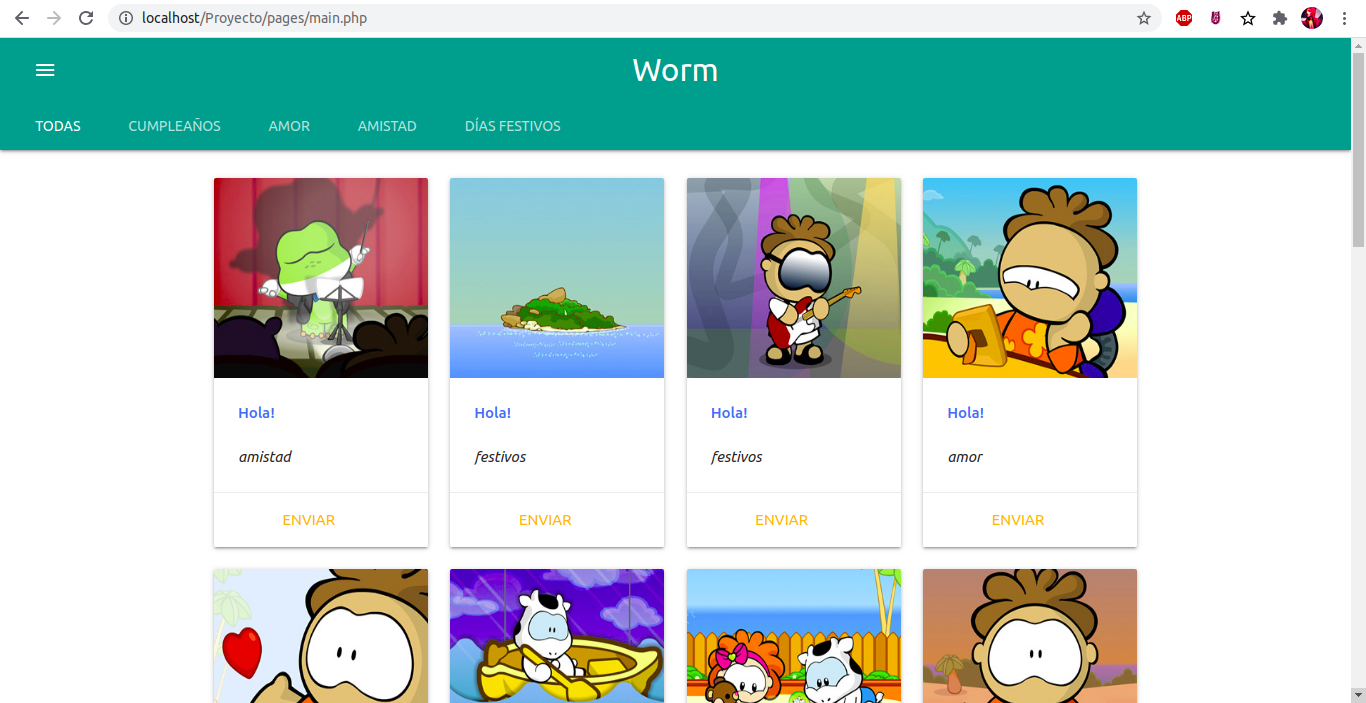 localhost/Proyecto/pages/main.php
ABP
Worm
TODAS CUMPLEAÑOS AMOR AMISTAD DÍAS FESTIVOS
Hola! Hola! Hola! Hola!
amistad festivos festivos amor
ENVIAR ENVIAR ENVIAR ENVIAR